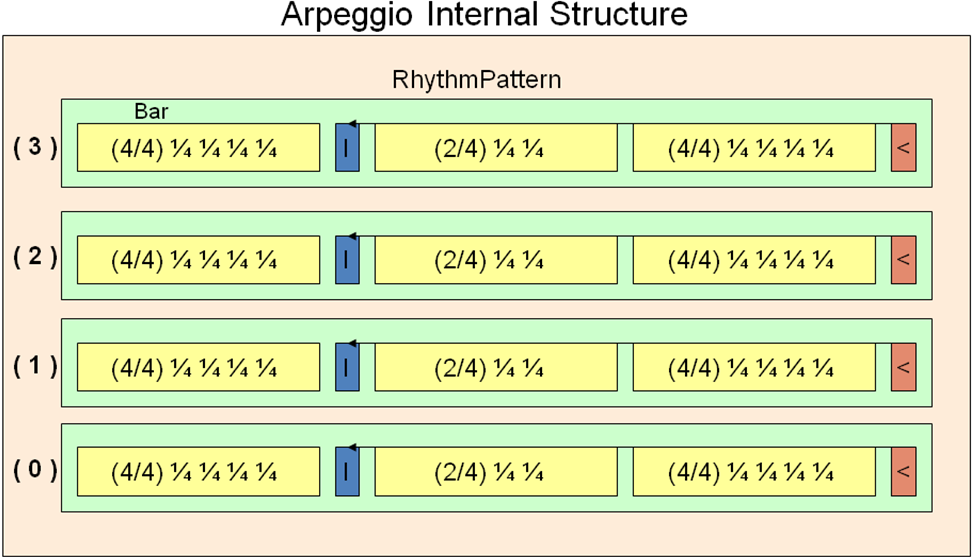 Arpeggio Internal Structure
RhythmPattern
Bar
( 3 ) (4/4) ¼ ¼ ¼ ¼ | (2/4) ¼ ¼ (4/4) ¼ ¼ ¼ ¼ <
( 2 ) (4/4) ¼ ¼ ¼ ¼ | (2/4) ¼ ¼ (4/4) ¼ ¼ ¼ ¼ <
( 1 ) (4/4) ¼ ¼ ¼ ¼ | (2/4) ¼ ¼ (4/4) ¼ ¼ ¼ ¼ <
( 0 ) (4/4) ¼ ¼ ¼ ¼ | (2/4) ¼ ¼ (4/4) ¼ ¼ ¼ ¼ <